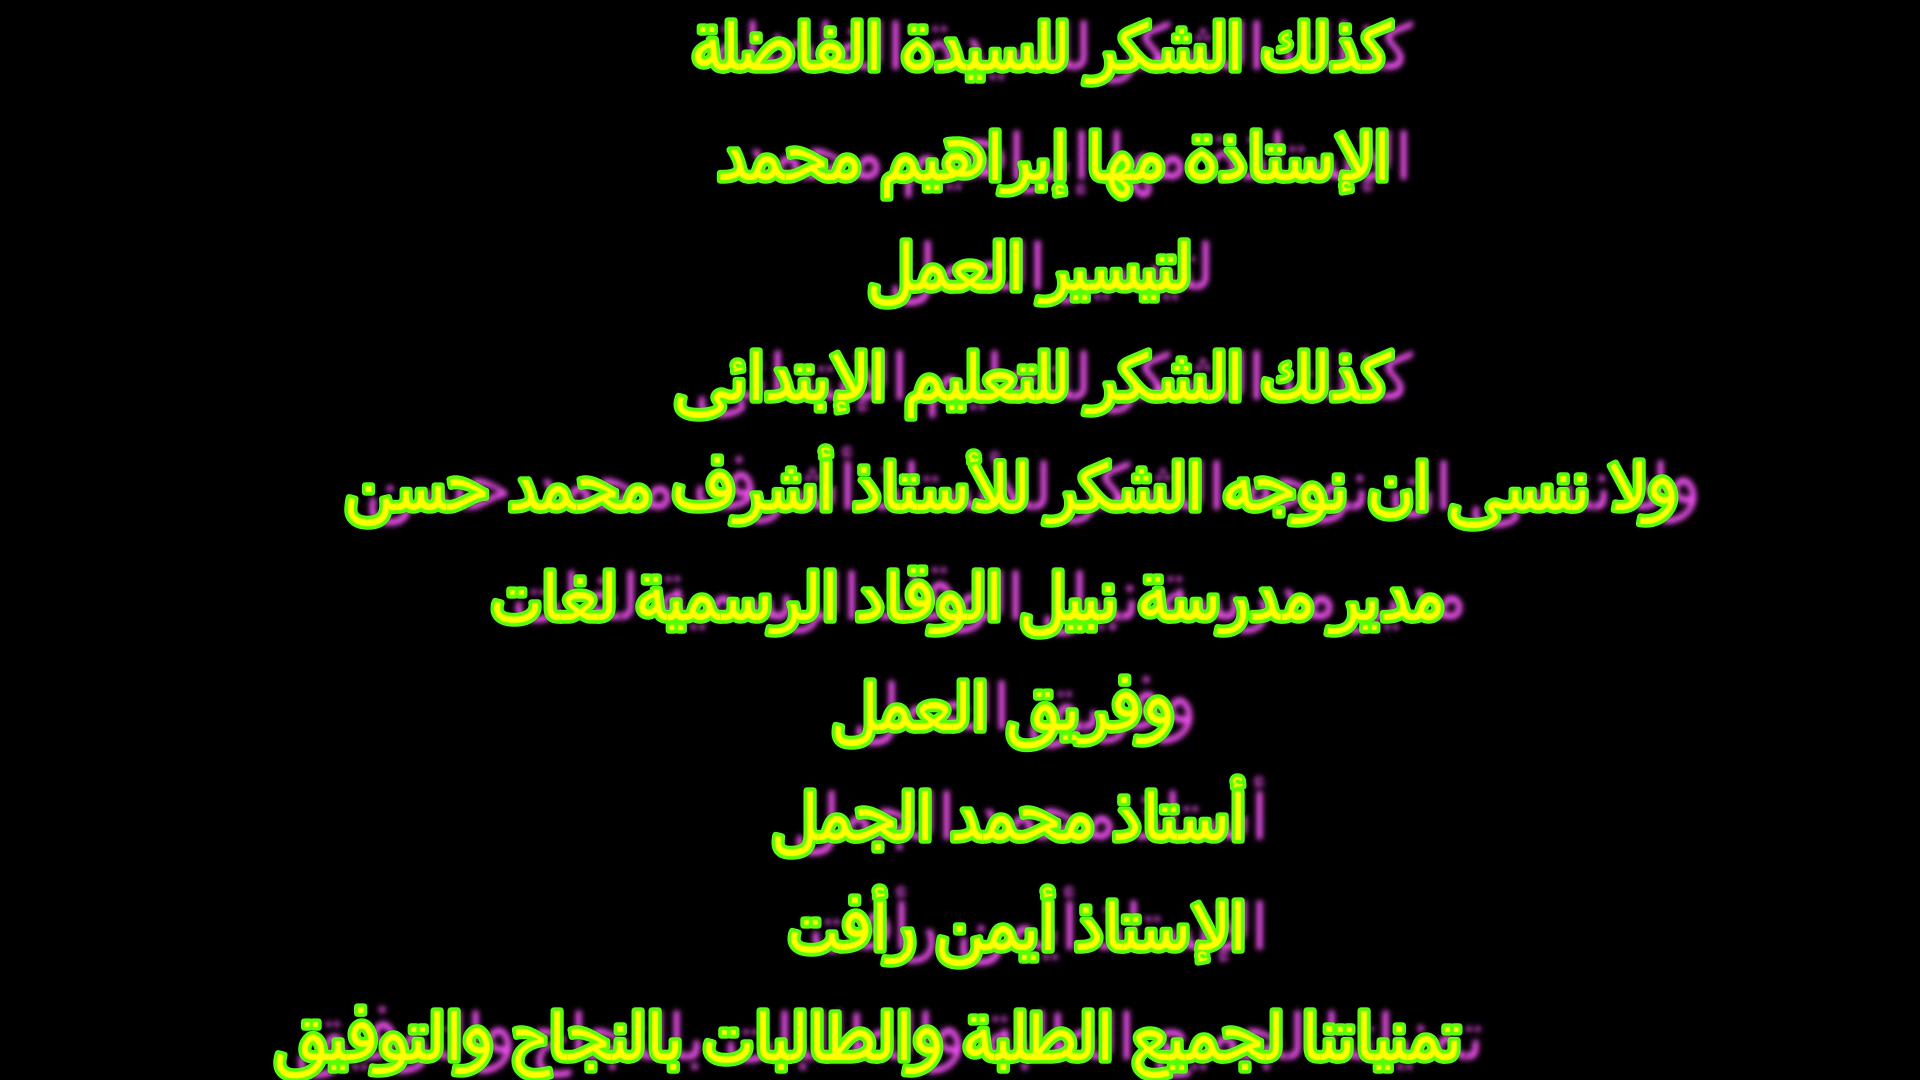 كذلك الشكر للسيدة الفاضلة
الإستاذة مها إبراهيم محمد
لتيسير العمل
كذلك الشكر للتعليم الإبتدائى
ولا ننسى ان نوجه الشكر للأستاذ أشرف محمد حسن
مدير مدرسة نبيل الوقاد الرسمية لغات
وفريق العمل
أستاذ محمد الجمل
الإستاذ أيمن رأفت
تمنياتنا لجميع الطلبة والطالبات بالنجاح والتوفيق